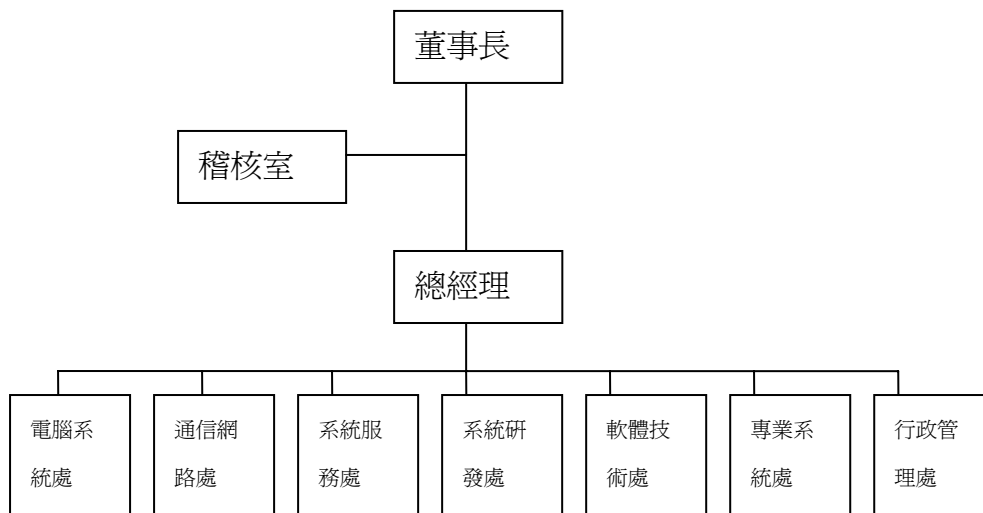 董事長
稽核室
總經理
電腦系
統處
通信網
路處
系統服
務處
系統研
發處
軟體技
術處
專業系
統處
行政管
理處